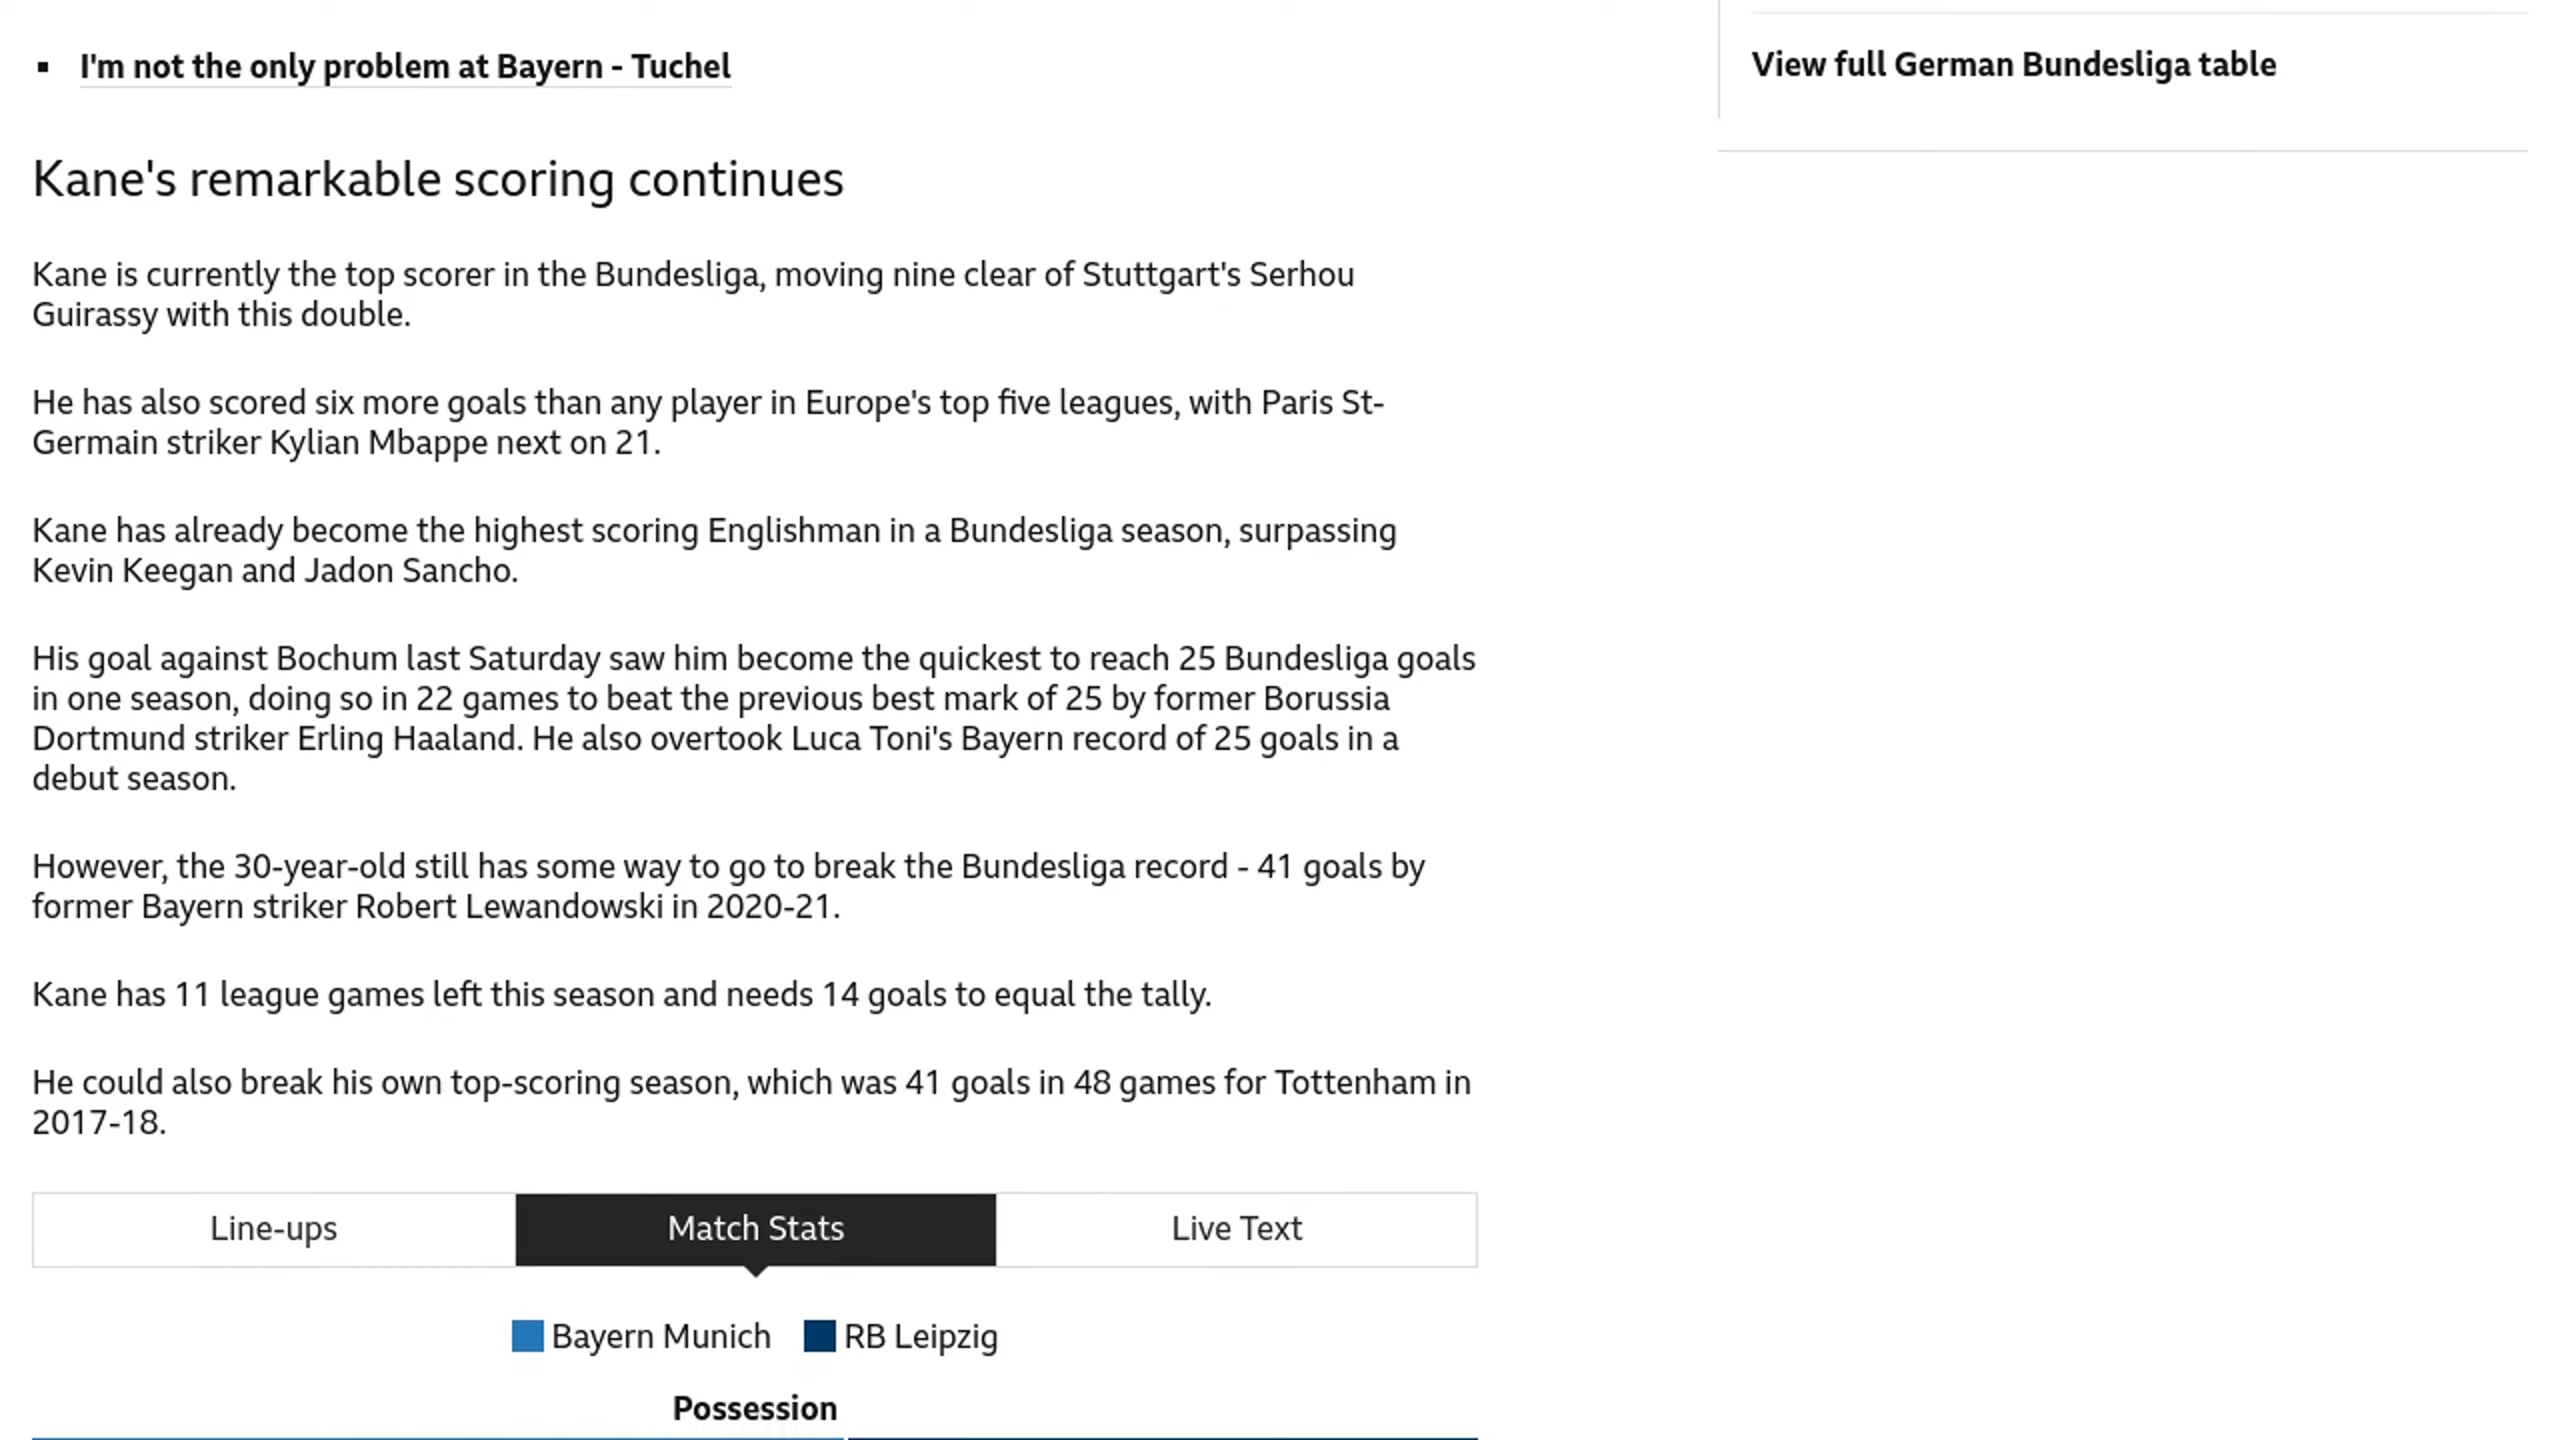 ▪ I'm not the only problem at Bayern - Tuchel
View full German Bundesliga table
Kane's remarkable scoring continues
Kane is currently the top scorer in the Bundesliga, moving nine clear of Stuttgart's Serhou
Guirassy with this double.
He has also scored six more goals than any player in Europe's top five leagues, with Paris St-
Germain striker Kylian Mbappe next on 21.
Kane has already become the highest scoring Englishman in a Bundesliga season, surpassing
Kevin Keegan and Jadon Sancho.
His goal against Bochum last Saturday saw him become the quickest to reach 25 Bundesliga goals
in one season, doing so in 22 games to beat the previous best mark of 25 by former Borussia
Dortmund striker Erling Haaland. He also overtook Luca Toni's Bayern record of 25 goals in a
debut season.
However, the 30-year-old still has some way to go to break the Bundesliga record - 41 goals by
former Bayern striker Robert Lewandowski in 2020-21.
Kane has 11 league games left this season and needs 14 goals to equal the tally.
He could also break his own top-scoring season, which was 41 goals in 48 games for Tottenham in
2017-18.
Line-ups Match Stats Live Text
Bayern Munich RB Leipzig
Possession